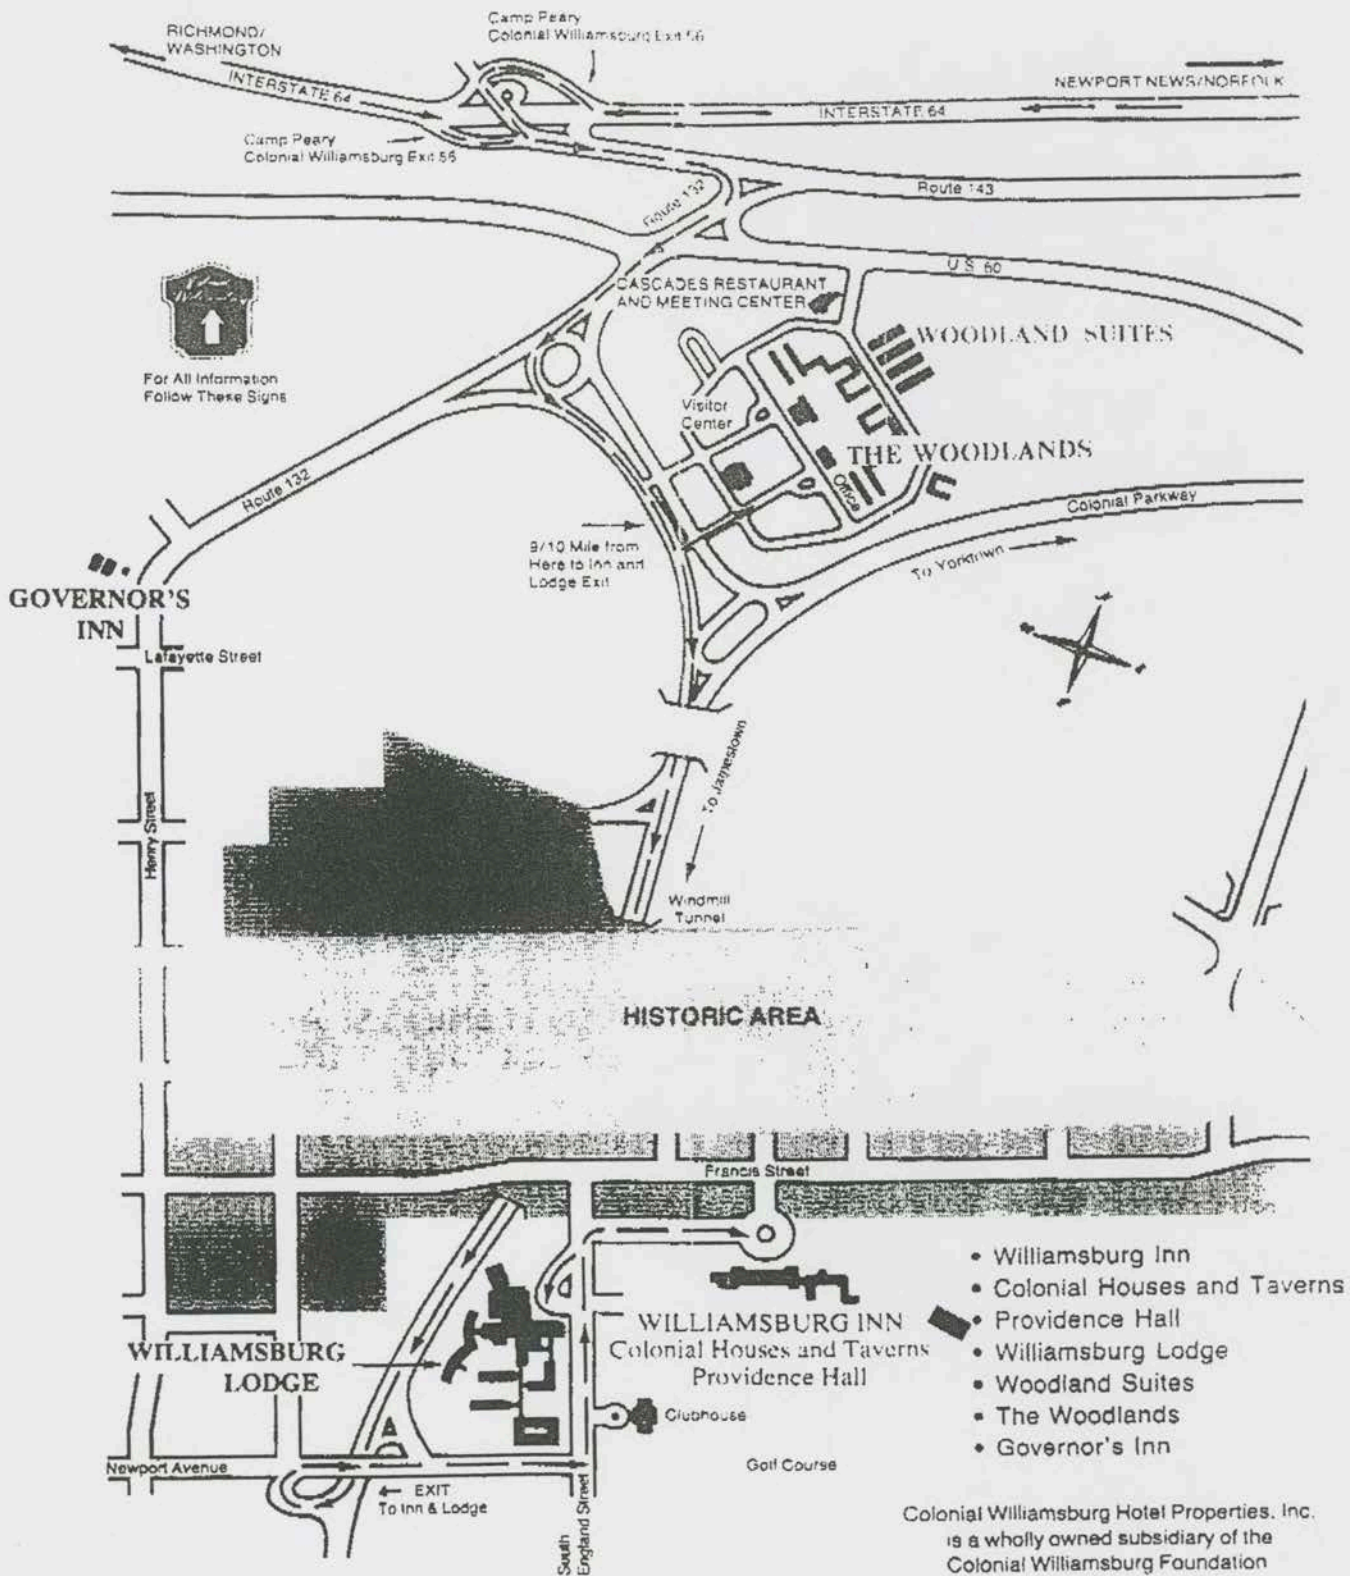 Camp Peary
Colonial Williamsburg Exit 56
RICHMOND/
WASHINGTON
INTERSTATE 64
NEWPORT NEWS/NORFOLK
INTERSTATE 64
Camp Peary
Colonial Williamsburg Exit 56
Route 143
Route 132
U.S. 60
CASCADES RESTAURANT
AND MEETING CENTER
WOODLAND SUITES
For All Information
Follow These Signs
Visitor
Center
THE WOODLANDS
Office
Route 132
Colonial Parkway
9/10 Mile from
Here to Inn and
Lodge Exit
To Yorktown
GOVERNOR'S
INN
Lafayette Street
To Jamestown
Henry Street
Windmill
Tunnel
HISTORIC AREA
Francis Street
WILLIAMSBURG INN
Colonial Houses and Taverns
Providence Hall
WILLIAMSBURG
LODGE
• Williamsburg Inn
• Colonial Houses and Taverns
• Providence Hall
• Williamsburg Lodge
• Woodland Suites
• The Woodlands
• Governor's Inn
Clubhouse
Newport Avenue
Golf Course
EXIT
To Inn & Lodge
South
England Street
Colonial Williamsburg Hotel Properties, Inc.
is a wholly owned subsidiary of the
Colonial Williamsburg Foundation